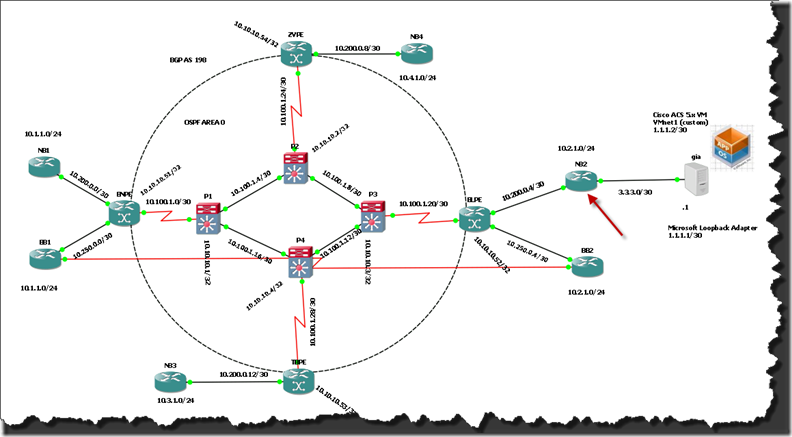 10.10.10.54/32
ZYPE
10.200.0.8/30
NB4
10.4.1.0/24
BGP AS 198
OSPF AREA 0
10.100.1.24/30
Cisco ACS 5.x VM
VMnet1 (custom)
1.1.1.2/30
APP
OS
10.1.1.0/24
NB1
10.200.0.0/30
10.10.10.51/32
BNPE
10.100.1.0/30
P1
10.100.1.4/30
P2
10.10.10.2/32
10.100.1.8/30
P3
10.100.1.20/30
BLPE
10.200.0.4/30
10.2.1.0/24
NB2
3.3.3.0/30
gia
.1
Microsoft Loopback Adapter
1.1.1.1/30
BB1
10.250.0.0/30
10.1.1.0/24
10.10.10.1/32
10.100.1.16/30
P4
10.100.1.12/30
10.10.10.3/32
10.10.10.4/32
10.10.10.52/32
10.250.0.4/30
BB2
10.2.1.0/24
10.100.1.28/30
NB3
10.200.0.12/30
10.3.1.0/24
TBPE
10.10.10.53/32